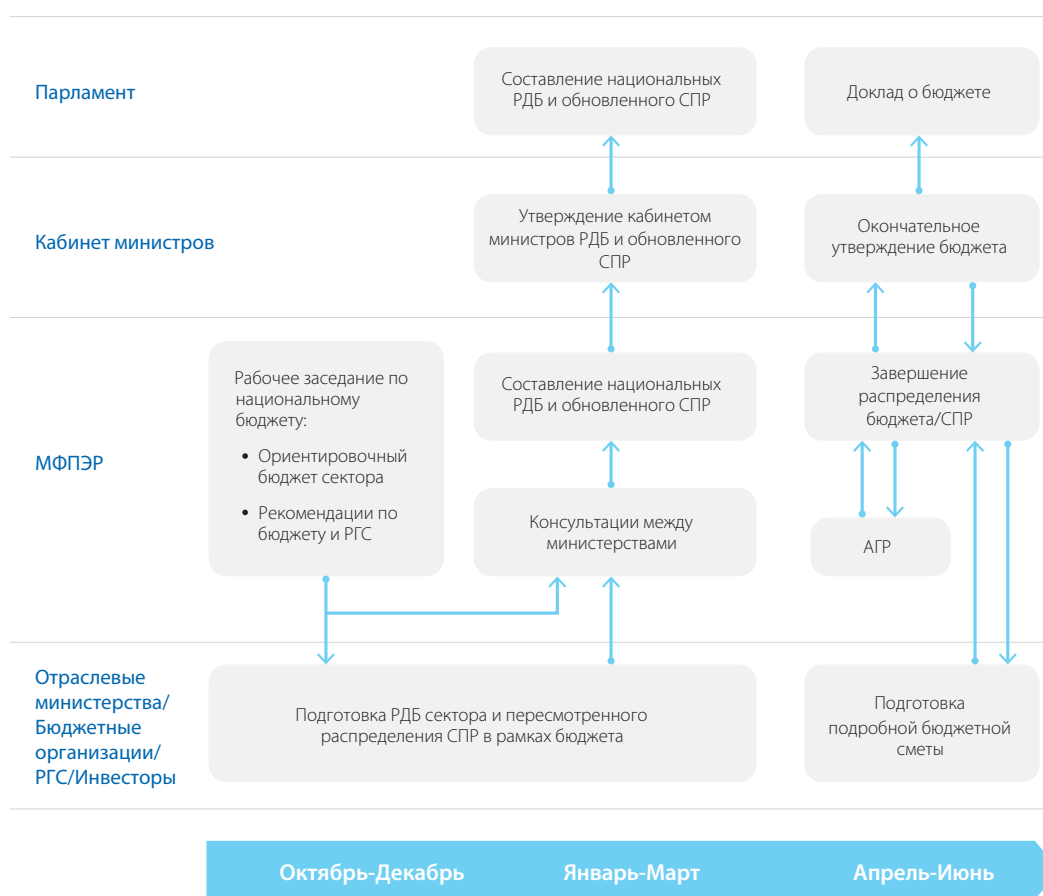 Парламент
Составление национальных
РДБ и обновленного СПР
Доклад о бюджете
Кабинет министров
Утверждение кабинетом
министров РДБ и обновленного
СПР
Окончательное
утверждение бюджета
МФПЭР
Рабочее заседание по
национальному
бюджету:
• Ориентировочный
бюджет сектора
• Рекомендации по
бюджету и РГС
Составление национальных
РДБ и обновленного СПР
Консультации между
министерствами
Завершение
распределения
бюджета/СПР
АГР
Отраслевые
министерства/
Бюджетные
организации/
РГС/Инвесторы
Подготовка РДБ сектора и пересмотренного
распределения СПР в рамках бюджета
Подготовка
подробной бюджетной
сметы
Октябрь-Декабрь
Январь-Март
Апрель-Июнь